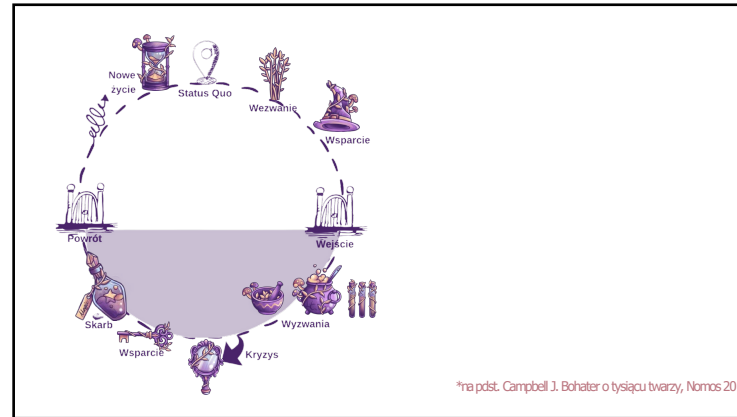 Nowe
życie
Status Quo
Wezwanie
Wsparcie
Powrót
Wejście
Skarb
Wyzwania
Wsparcie
Kryzys
*na pdst. Campbell J. Bohater o tysiącu twarzy, Nomos 20